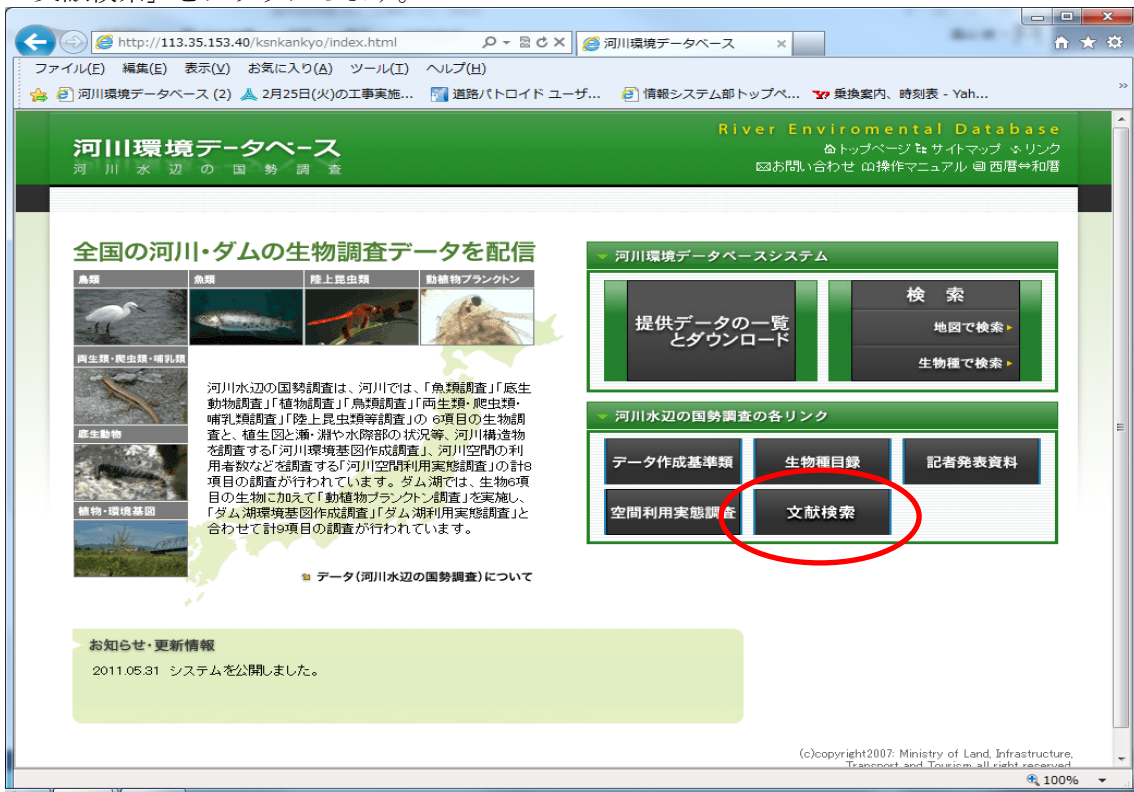 http://113.35.153.40/ksnkankyo/index.html
河川環境データベース
ファイル(F) 編集(E) 表示(V) お気に入り(A) ツール(T) ヘルプ(H)
河川環境データベース (2) 2月25日(火)の工事実施... 道路パトロイド ユーザ... 情報システム部トップペ... 乗換案内、時刻表 - Yah...
River Enviromental Database
河川環境データベース
河川水辺の国勢調査
トップページ サイトマップ リンク
お問い合わせ 操作マニュアル 西暦⇔和暦
全国の河川・ダムの生物調査データを配信
鳥類 魚類 陸上昆虫類 動植物プランクトン
両生類・爬虫類・哺乳類
底生動物
植物・環境基図
河川水辺の国勢調査は、河川では、「魚類調査」「底生
動物調査」「植物調査」「鳥類調査」「両生類・爬虫類・
哺乳類調査」「陸上昆虫類等調査」の 6項目の生物調
査と、植生図と瀬・淵や水際部の状況等、河川構造物
を調査する「河川環境基図作成調査」、河川空間の利
用者数などを調査する「河川空間利用実態調査」の計8
項目の調査が行われています。ダム湖では、生物6項
目の生物に加えて「動植物プランクトン調査」を実施し、
「ダム湖環境基図作成調査」「ダム湖利用実態調査」と
合わせて計9項目の調査が行われています。
データ(河川水辺の国勢調査)について
河川環境データベースシステム
提供データの一覧
とダウンロード
検 索
地図で検索
生物種で検索
河川水辺の国勢調査の各リンク
データ作成基準類 生物種目録 記者発表資料
空間利用実態調査 文献検索
お知らせ・更新情報
2011.05.31 システムを公開しました。
(c)copyright2007: Ministry of Land, Infrastructure,
Transport and Tourism all right reserved
100%